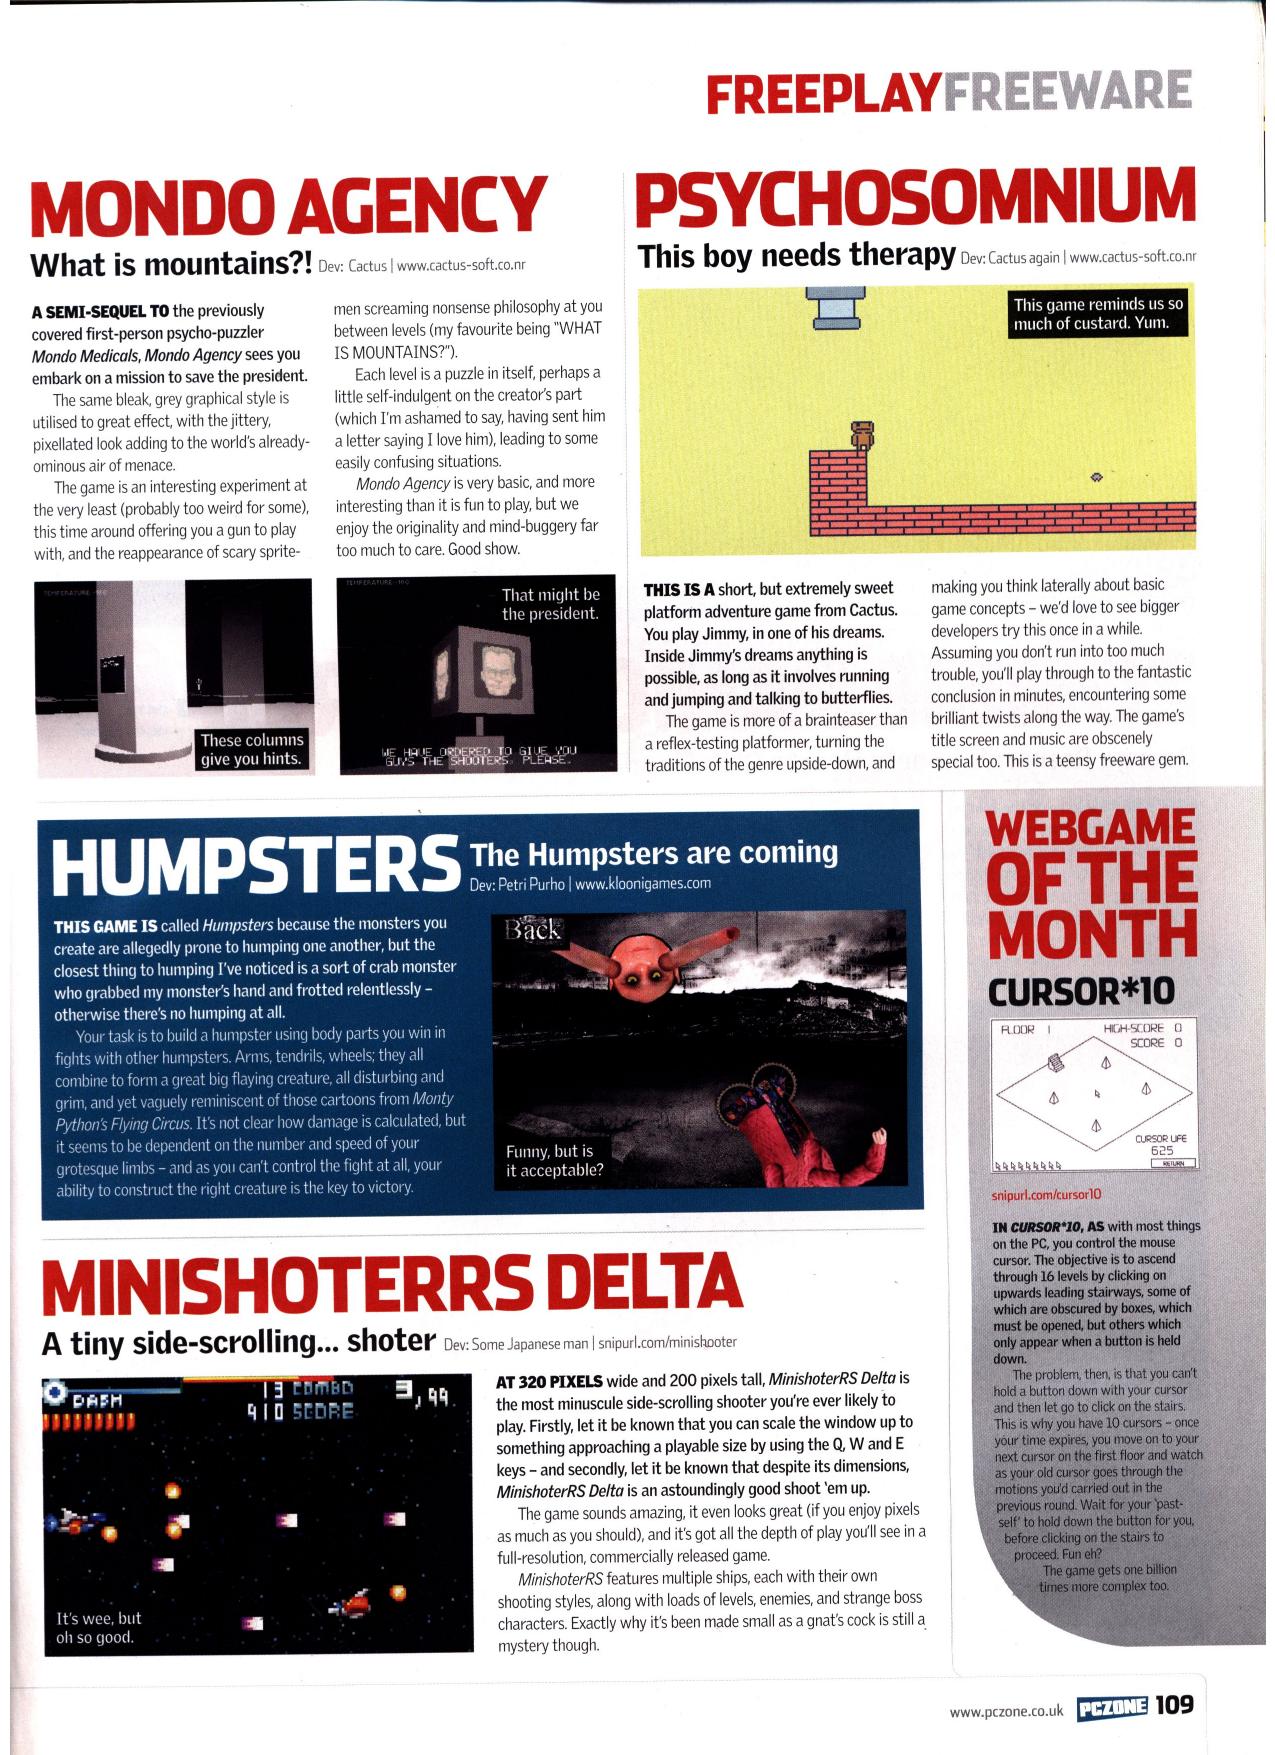 FREEPLAYFREEWARE
MONDO AGENCY
What is mountains?! Dev: Cactus | www.cactus-soft.co.nr
A SEMI-SEQUEL TO the previously
covered first-person psycho-puzzler
Mondo Medicals, Mondo Agency sees you
embark on a mission to save the president.
The same bleak, grey graphical style is
utilised to great effect, with the jittery,
pixellated look adding to the world's already-
ominous air of menace.
The game is an interesting experiment at
the very least (probably too weird for some),
this time around offering you a gun to play
with, and the reappearance of scary sprite-
men screaming nonsense philosophy at you
between levels (my favourite being "WHAT
IS MOUNTAINS?").
Each level is a puzzle in itself, perhaps a
little self-indulgent on the creator's part
(which I'm ashamed to say, having sent him
a letter saying I love him), leading to some
easily confusing situations.
Mondo Agency is very basic, and more
interesting than it is fun to play, but we
enjoy the originality and mind-buggery far
too much to care. Good show.
These columns
give you hints.
That might be
the president.
WE HAVE ORDERED TO GIVE YOU
GUYS THE SHOOTERS. PLEASE.
PSYCHOSOMNIUM
This boy needs therapy Dev: Cactus again | www.cactus-soft.co.nr
This game reminds us so
much of custard. Yum.
THIS IS A short, but extremely sweet
platform adventure game from Cactus.
You play Jimmy, in one of his dreams.
Inside Jimmy's dreams anything is
possible, as long as it involves running
and jumping and talking to butterflies.
The game is more of a brainteaser than
a reflex-testing platformer, turning the
traditions of the genre upside-down, and
making you think laterally about basic
game concepts – we'd love to see bigger
developers try this once in a while.
Assuming you don't run into too much
trouble, you'll play through to the fantastic
conclusion in minutes, encountering some
brilliant twists along the way. The game's
title screen and music are obscenely
special too. This is a teensy freeware gem.
HUMPSTERS The Humpsters are coming
Dev: Petri Purho | www.kloonigames.com
THIS GAME IS called Humpsters because the monsters you
create are allegedly prone to humping one another, but the
closest thing to humping I've noticed is a sort of crab monster
who grabbed my monster's hand and frotted relentlessly –
otherwise there's no humping at all.
Your task is to build a humpster using body parts you win in
fights with other humpsters. Arms, tendrils, wheels; they all
combine to form a great big flaying creature, all disturbing and
grim, and yet vaguely reminiscent of those cartoons from Monty
Python's Flying Circus. It's not clear how damage is calculated, but
it seems to be dependent on the number and speed of your
grotesque limbs – and as you can't control the fight at all, your
ability to construct the right creature is the key to victory.
Back
Funny, but is
it acceptable?
MINISHOTERRS DELTA
A tiny side-scrolling... shoter Dev: Some Japanese man | snipurl.com/minishooter
DASH
13 COMBO
410 SCORE
It's wee, but
oh so good.
AT 320 PIXELS wide and 200 pixels tall, MinishoterRS Delta is
the most minuscule side-scrolling shooter you're ever likely to
play. Firstly, let it be known that you can scale the window up to
something approaching a playable size by using the Q, W and E
keys – and secondly, let it be known that despite its dimensions,
MinishoterRS Delta is an astoundingly good shoot 'em up.
The game sounds amazing, it even looks great (if you enjoy pixels
as much as you should), and it's got all the depth of play you'll see in a
full-resolution, commercially released game.
MinishoterRS features multiple ships, each with their own
shooting styles, along with loads of levels, enemies, and strange boss
characters. Exactly why it's been made small as a gnat's cock is still a
mystery though.
WEBGAME
OF THE
MONTH
CURSOR*10
FLOOR 1 HIGH-SCORE 0
SCORE 0
CURSOR LIFE
625
RETURN
snipurl.com/cursor10
IN CURSOR*10, AS with most things
on the PC, you control the mouse
cursor. The objective is to ascend
through 16 levels by clicking on
upwards leading stairways, some of
which are obscured by boxes, which
must be opened, but others which
only appear when a button is held
down.
The problem, then, is that you can't
hold a button down with your cursor
and then let go to click on the stairs.
This is why you have 10 cursors – once
your time expires, you move on to your
next cursor on the first floor and watch
as your old cursor goes through the
motions you'd carried out in the
previous round. Wait for your 'past-
self' to hold down the button for you,
before clicking on the stairs to
proceed. Fun eh?
The game gets one billion
times more complex too.
www.pczone.co.uk PCZONE 109